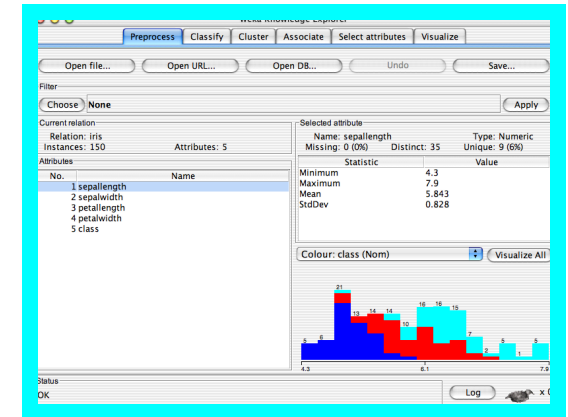 Weka Knowledge Explorer
Preprocess Classify Cluster Associate Select attributes Visualize
Open file... Open URL... Open DB... Undo Save...
Filter
Choose None Apply
Current relation
Relation: iris
Instances: 150 Attributes: 5
Selected attribute
Name: sepallength Type: Numeric
Missing: 0 (0%) Distinct: 35 Unique: 9 (6%)
Attributes
No. Name
1 sepallength
2 sepalwidth
3 petallength
4 petalwidth
5 class
Statistic Value
Minimum 4.3
Maximum 7.9
Mean 5.843
StdDev 0.828
Colour: class (Nom) Visualize All
5 6 21 13 14 14 10 16 16 15 7 2 5 1 5
4.3 6.1 7.9
Status
OK Log x 0